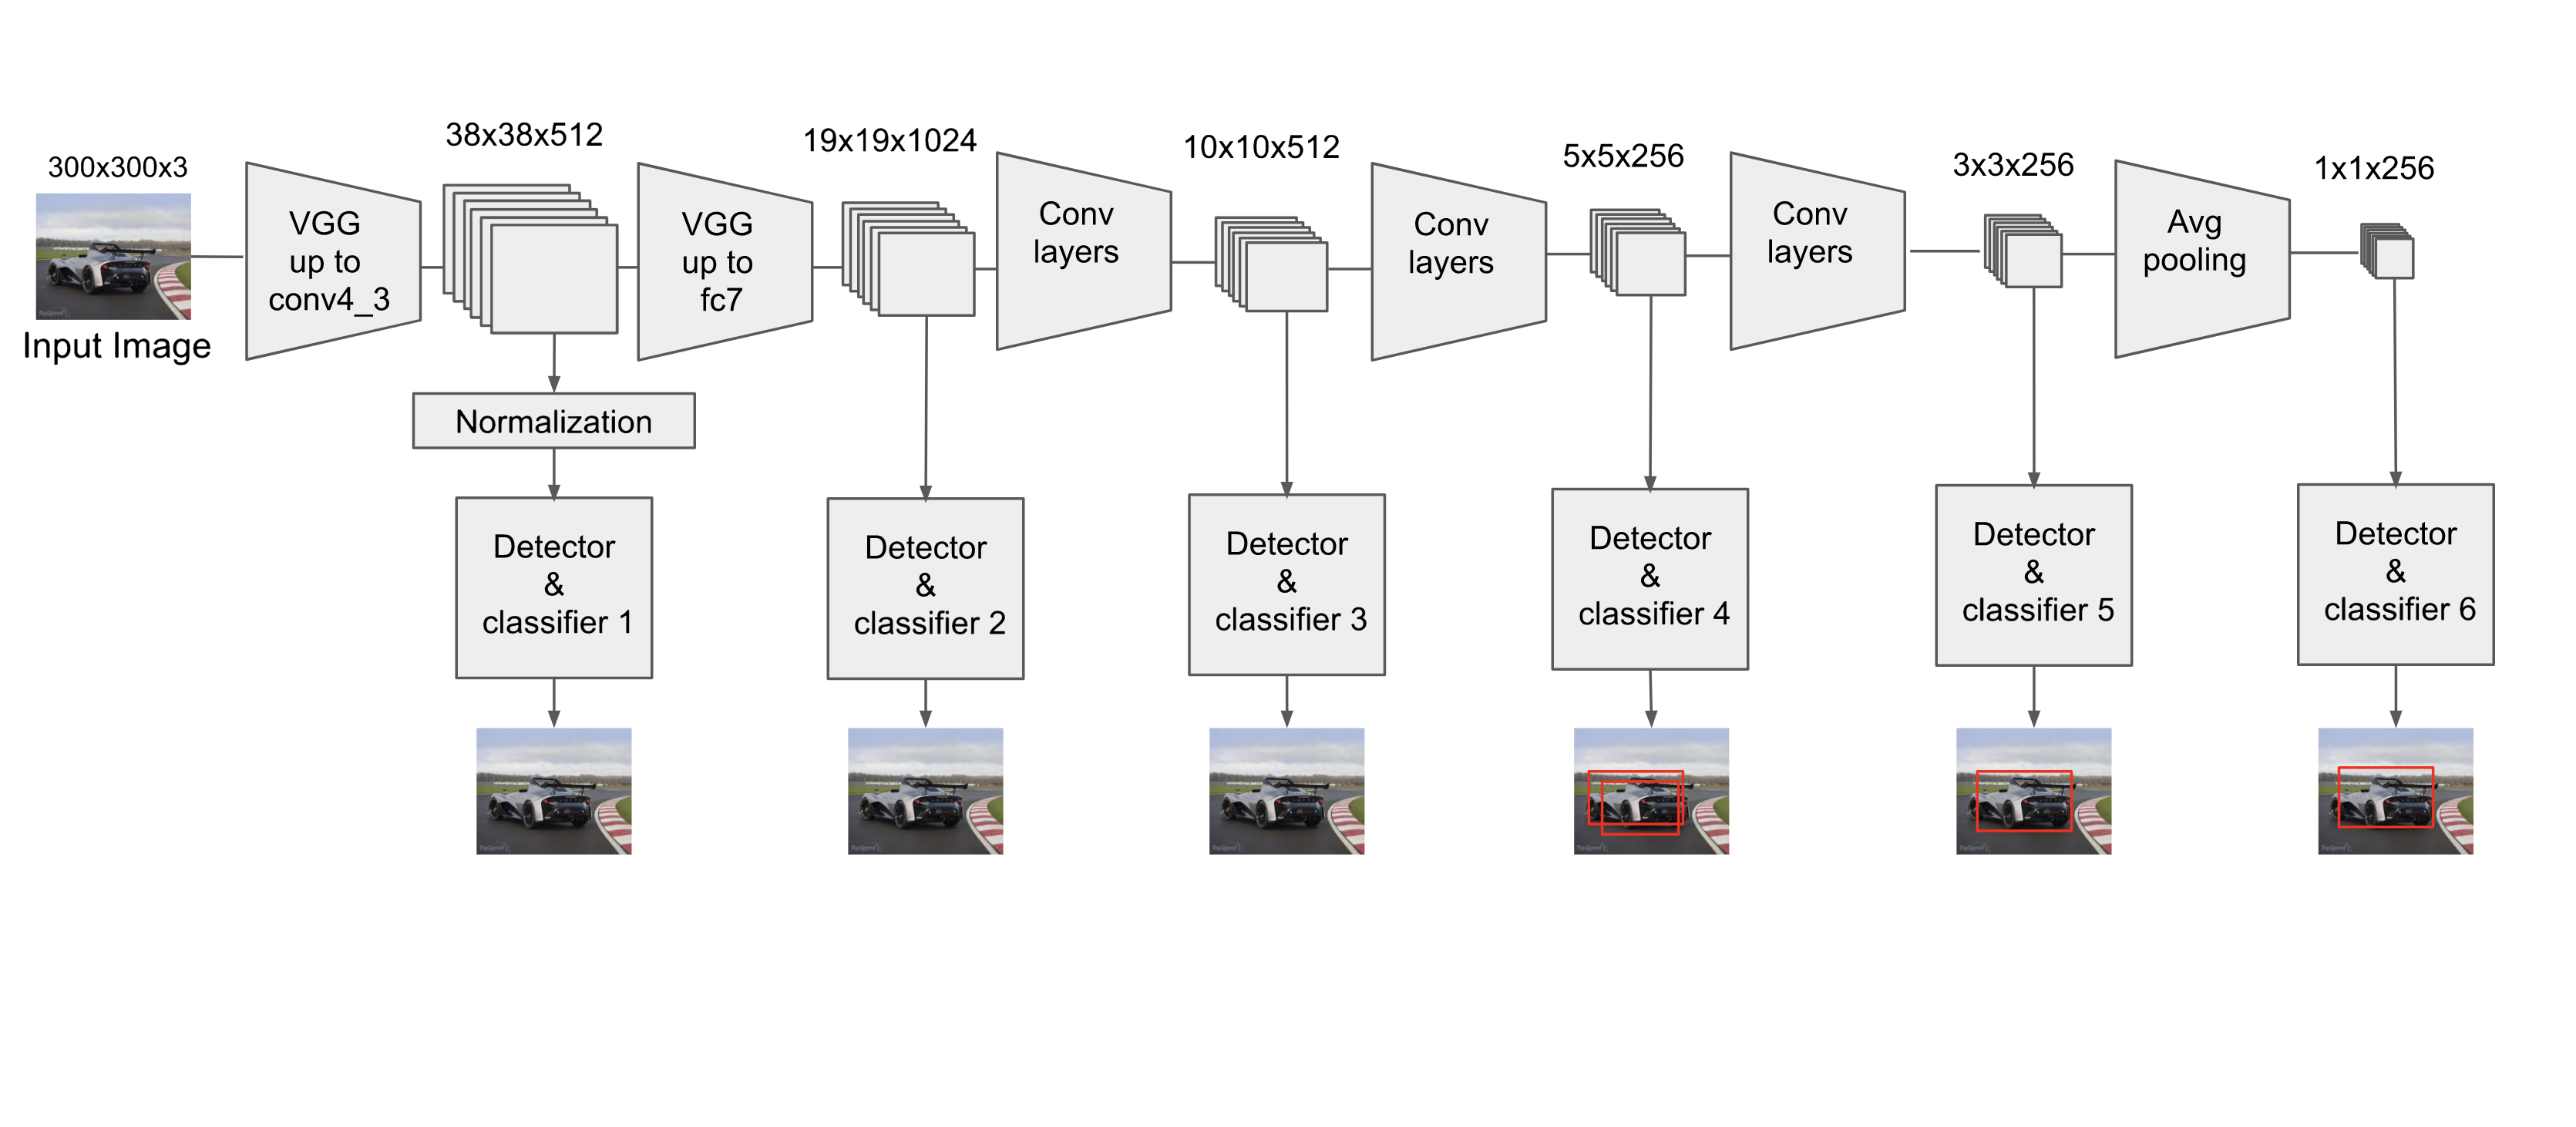 300x300x3
Input Image
VGG
up to
conv4_3
38x38x512
VGG
up to
fc7
19x19x1024
Conv
layers
10x10x512
Conv
layers
5x5x256
Conv
layers
3x3x256
Avg
pooling
1x1x256
Normalization
Detector
&
classifier 1
Detector
&
classifier 2
Detector
&
classifier 3
Detector
&
classifier 4
Detector
&
classifier 5
Detector
&
classifier 6